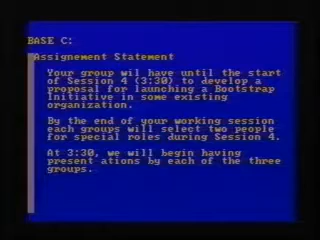 BASE C:
Assignement Statement
Your group wil have until the start
of Session 4 (3:30) to develop a
proposal for launching a Bootstrap
Initiative in some existing
organization.
By the end of your working session
each groups will select two people
for special roles during Session 4.
At 3:30, we will begin having
present ations by each of the three
groups.